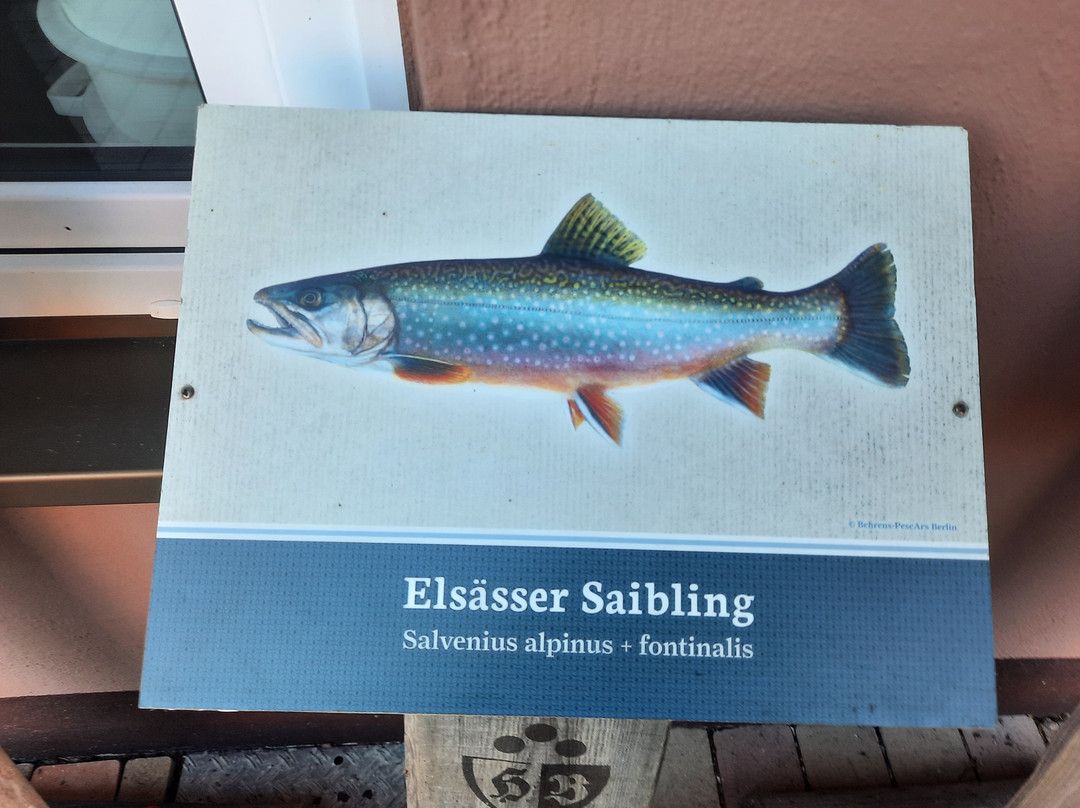 © Behrens-PescArs Berlin
Elsässer Saibling
Salvenius alpinus + fontinalis
H B